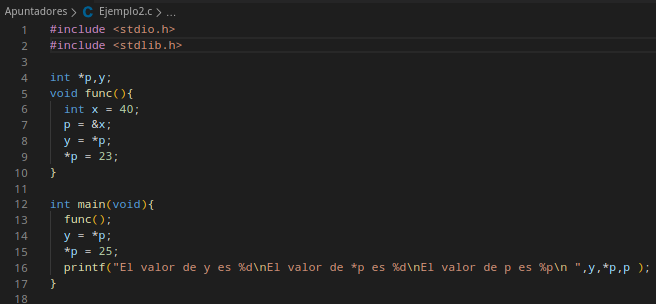 Apuntadores > C Ejemplo2.c > ...
1 #include <stdio.h>
2 #include <stdlib.h>
3
4 int *p,y;
5 void func(){
6 int x = 40;
7 p = &x;
8 y = *p;
9 *p = 23;
10 }
11
12 int main(void){
13 func();
14 y = *p;
15 *p = 25;
16 printf("El valor de y es %d\nEl valor de *p es %d\nEl valor de p es %p\n ",y,*p,p );
17 }
18